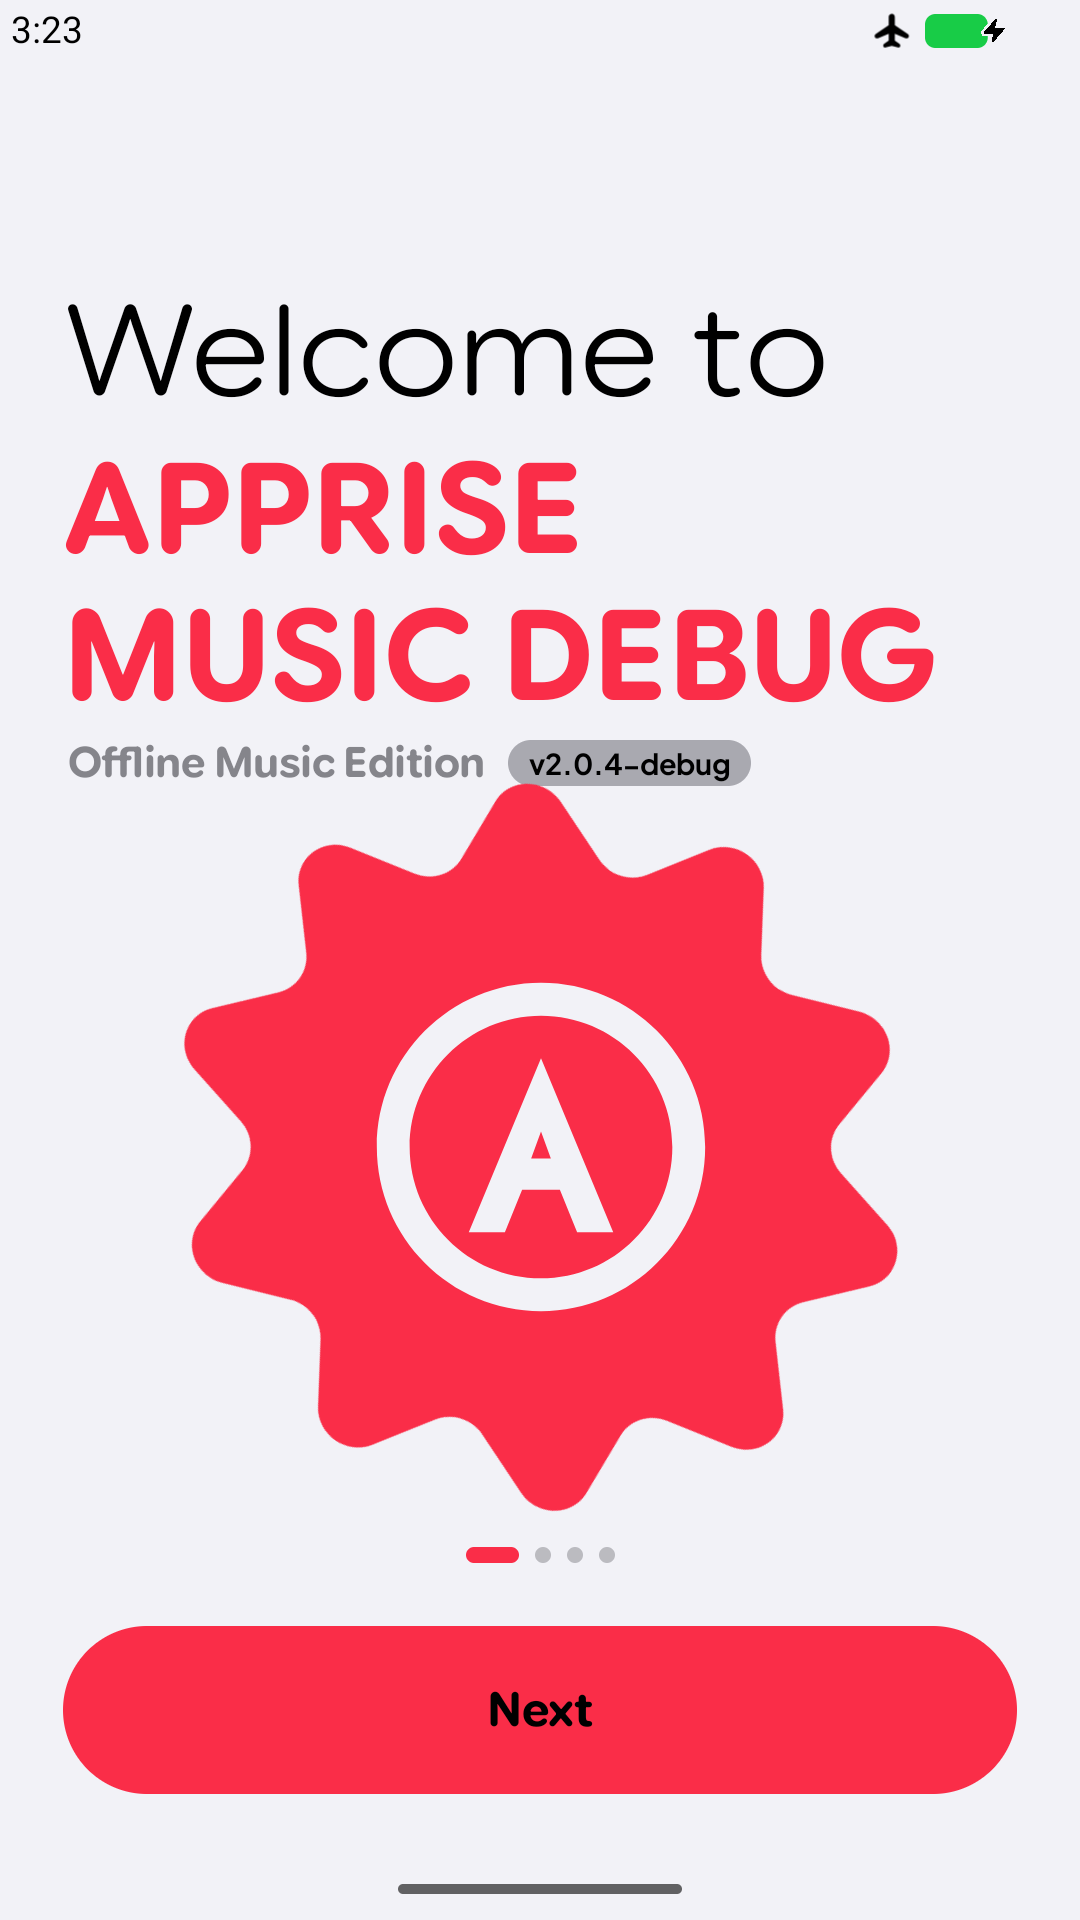 3:23
Welcome to
APPRISE
MUSIC DEBUG
Offline Music Edition v2.0.4-debug
A
Next